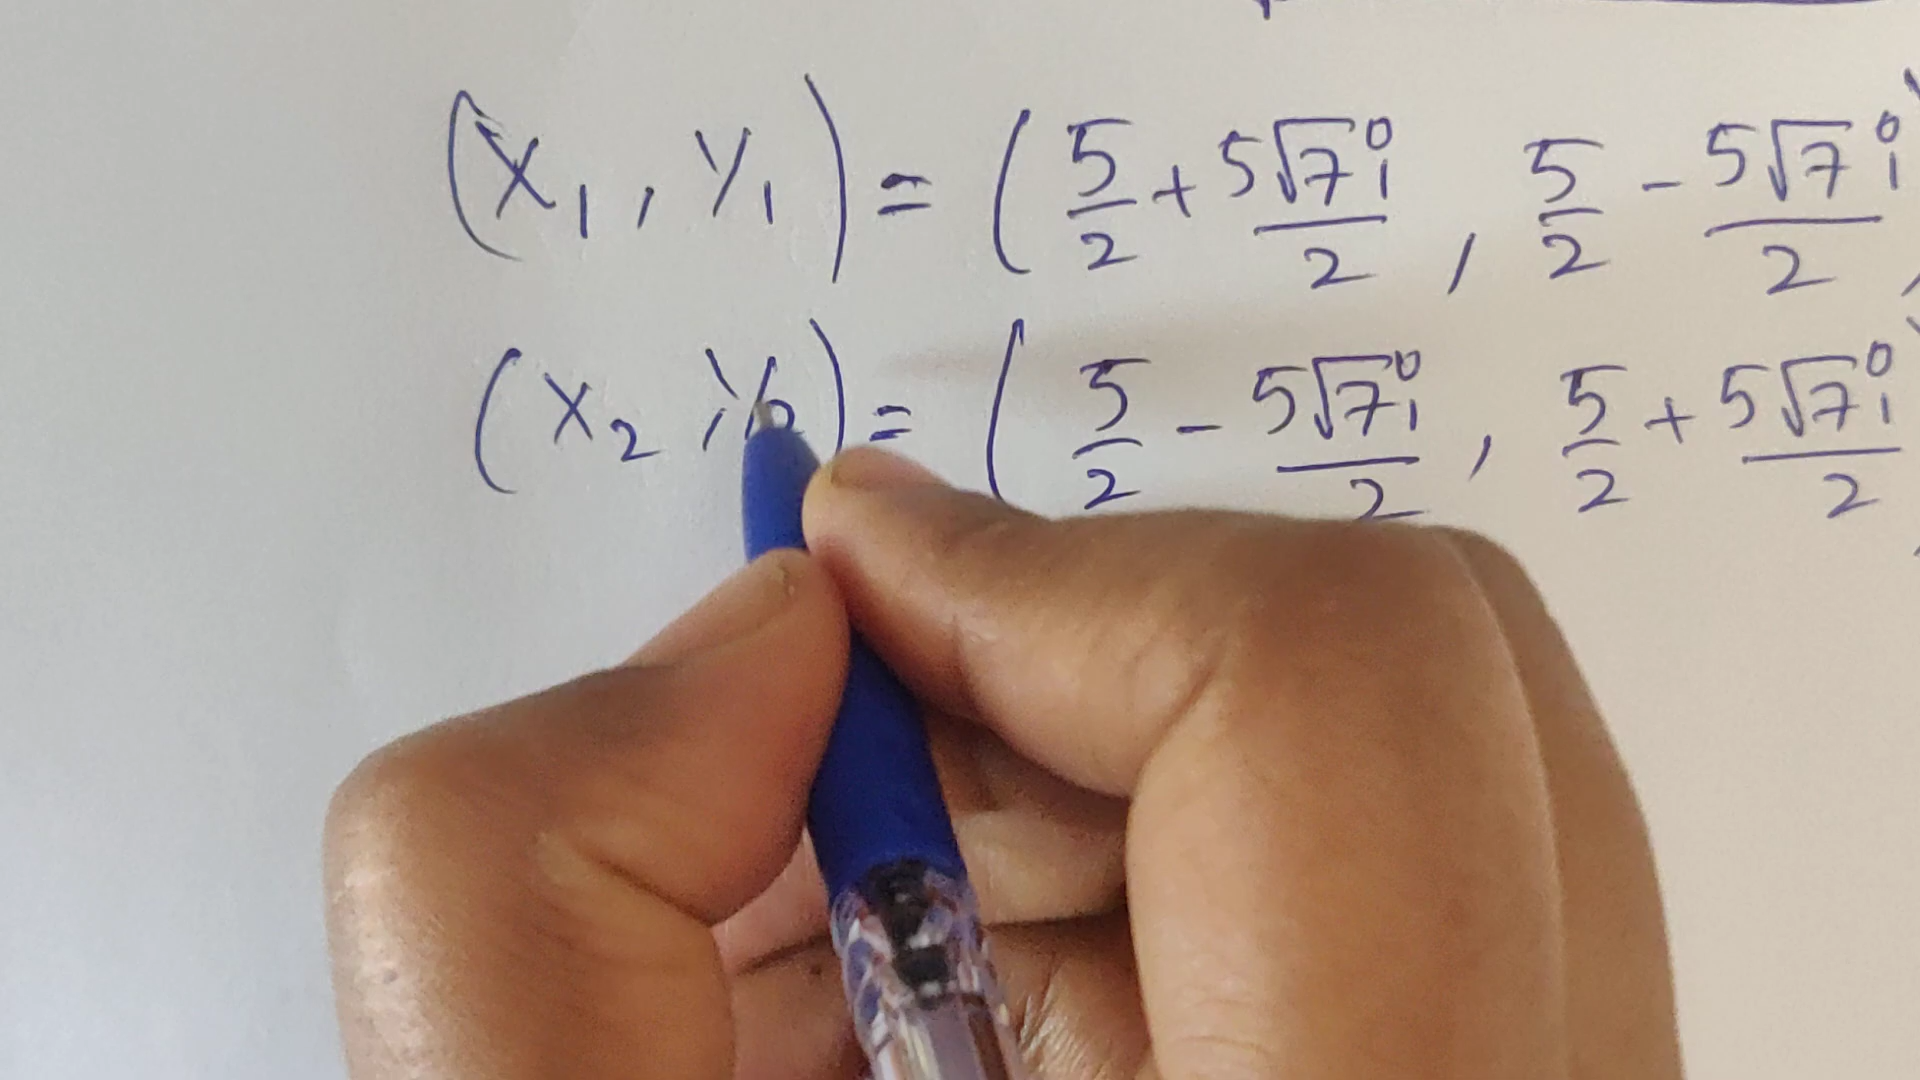 (x₁, y₁) = (5/2 + 5√7i/2, 5/2 - 5√7i/2)
(x₂, y₂) = (5/2 - 5√7i/2, 5/2 + 5√7i/2)